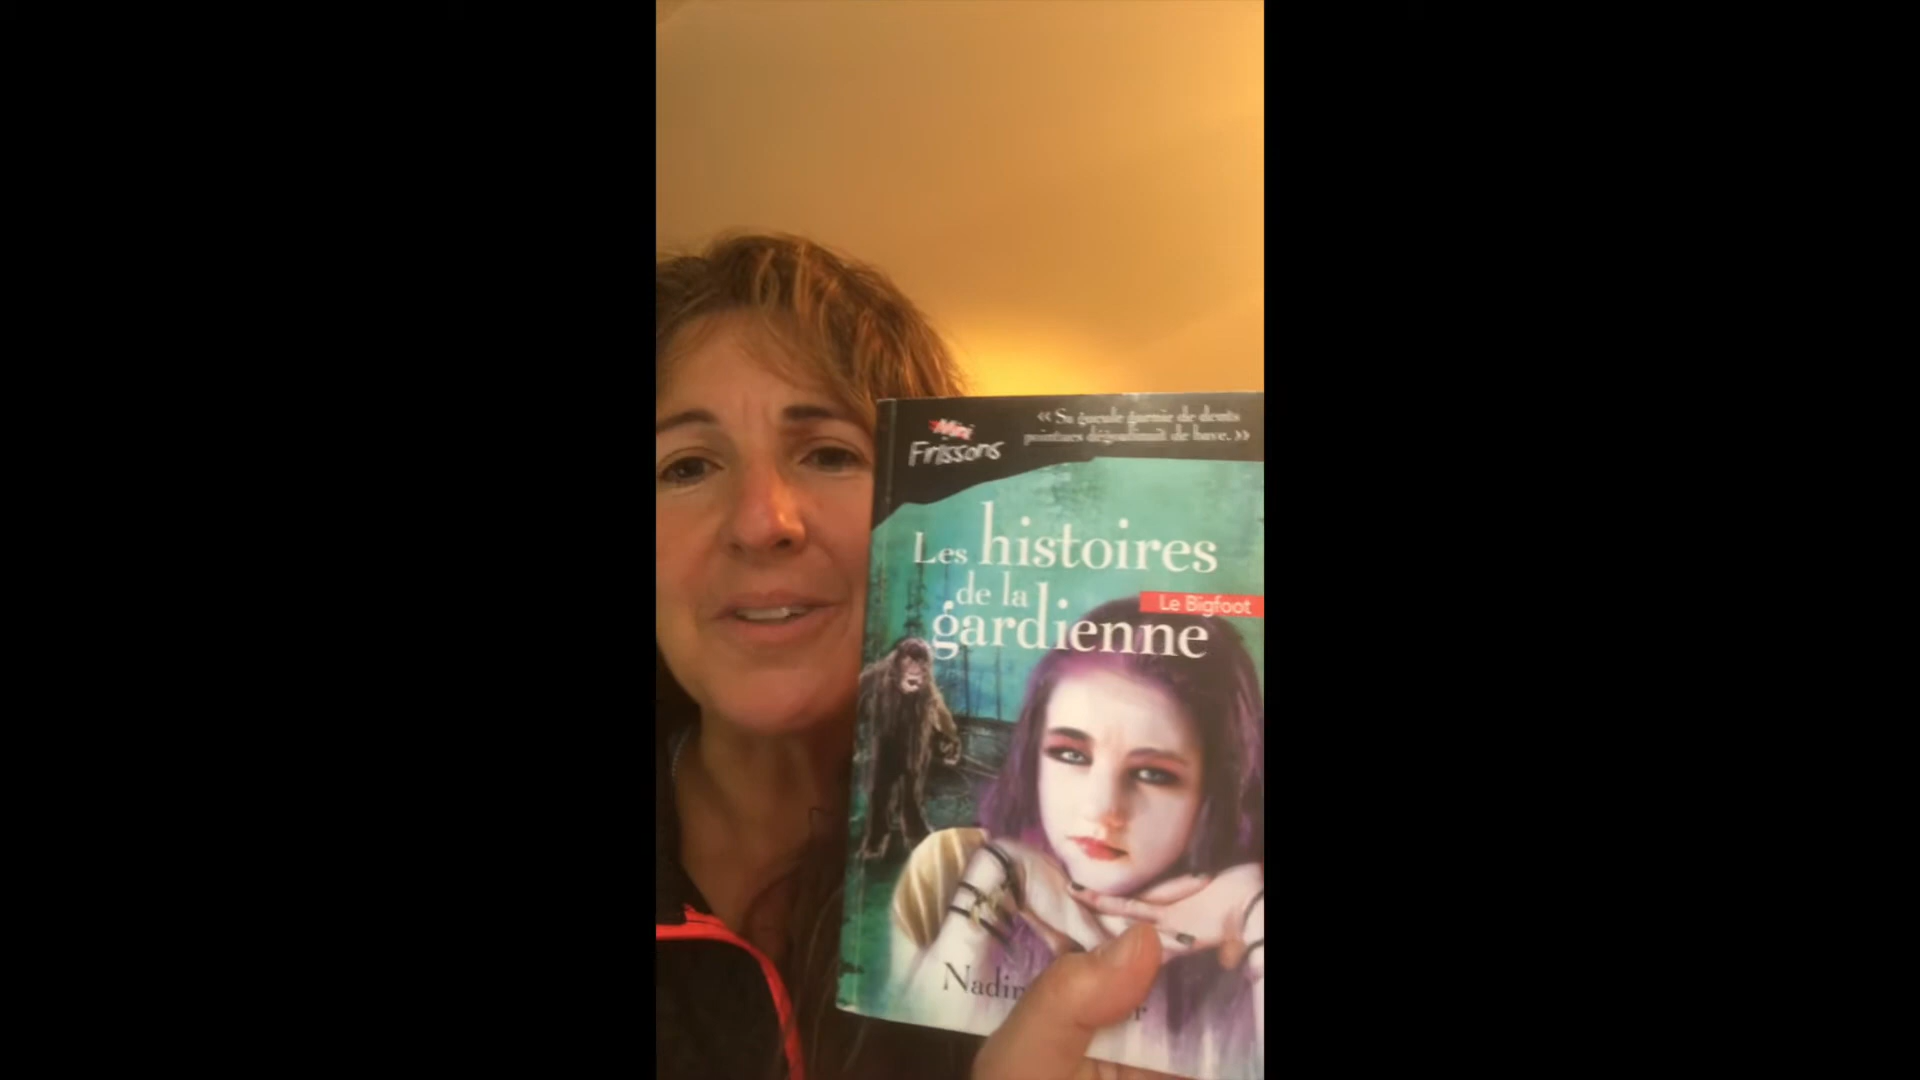 Mini
Frissons
« Sa gueule garnie de dents
pointues dégoulinait de bave. »
Les histoires
de la
gardienne
Le Bigfoot